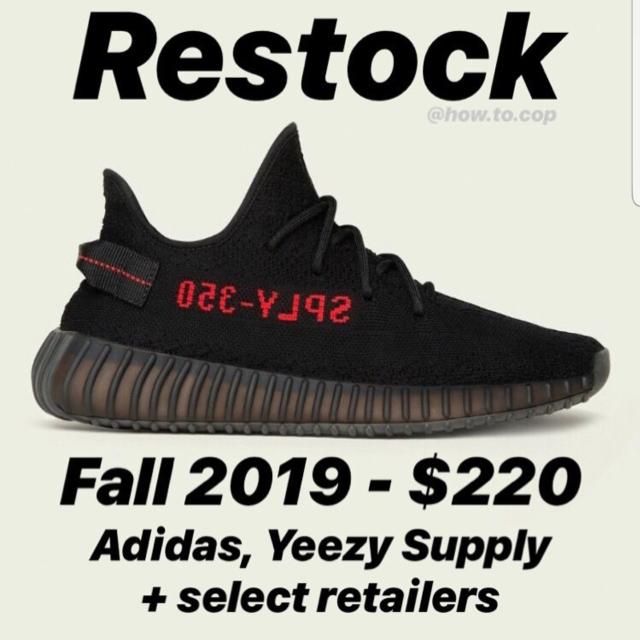 Restock
@how.to.cop
SPLY-350
Fall 2019 - $220
Adidas, Yeezy Supply
+ select retailers